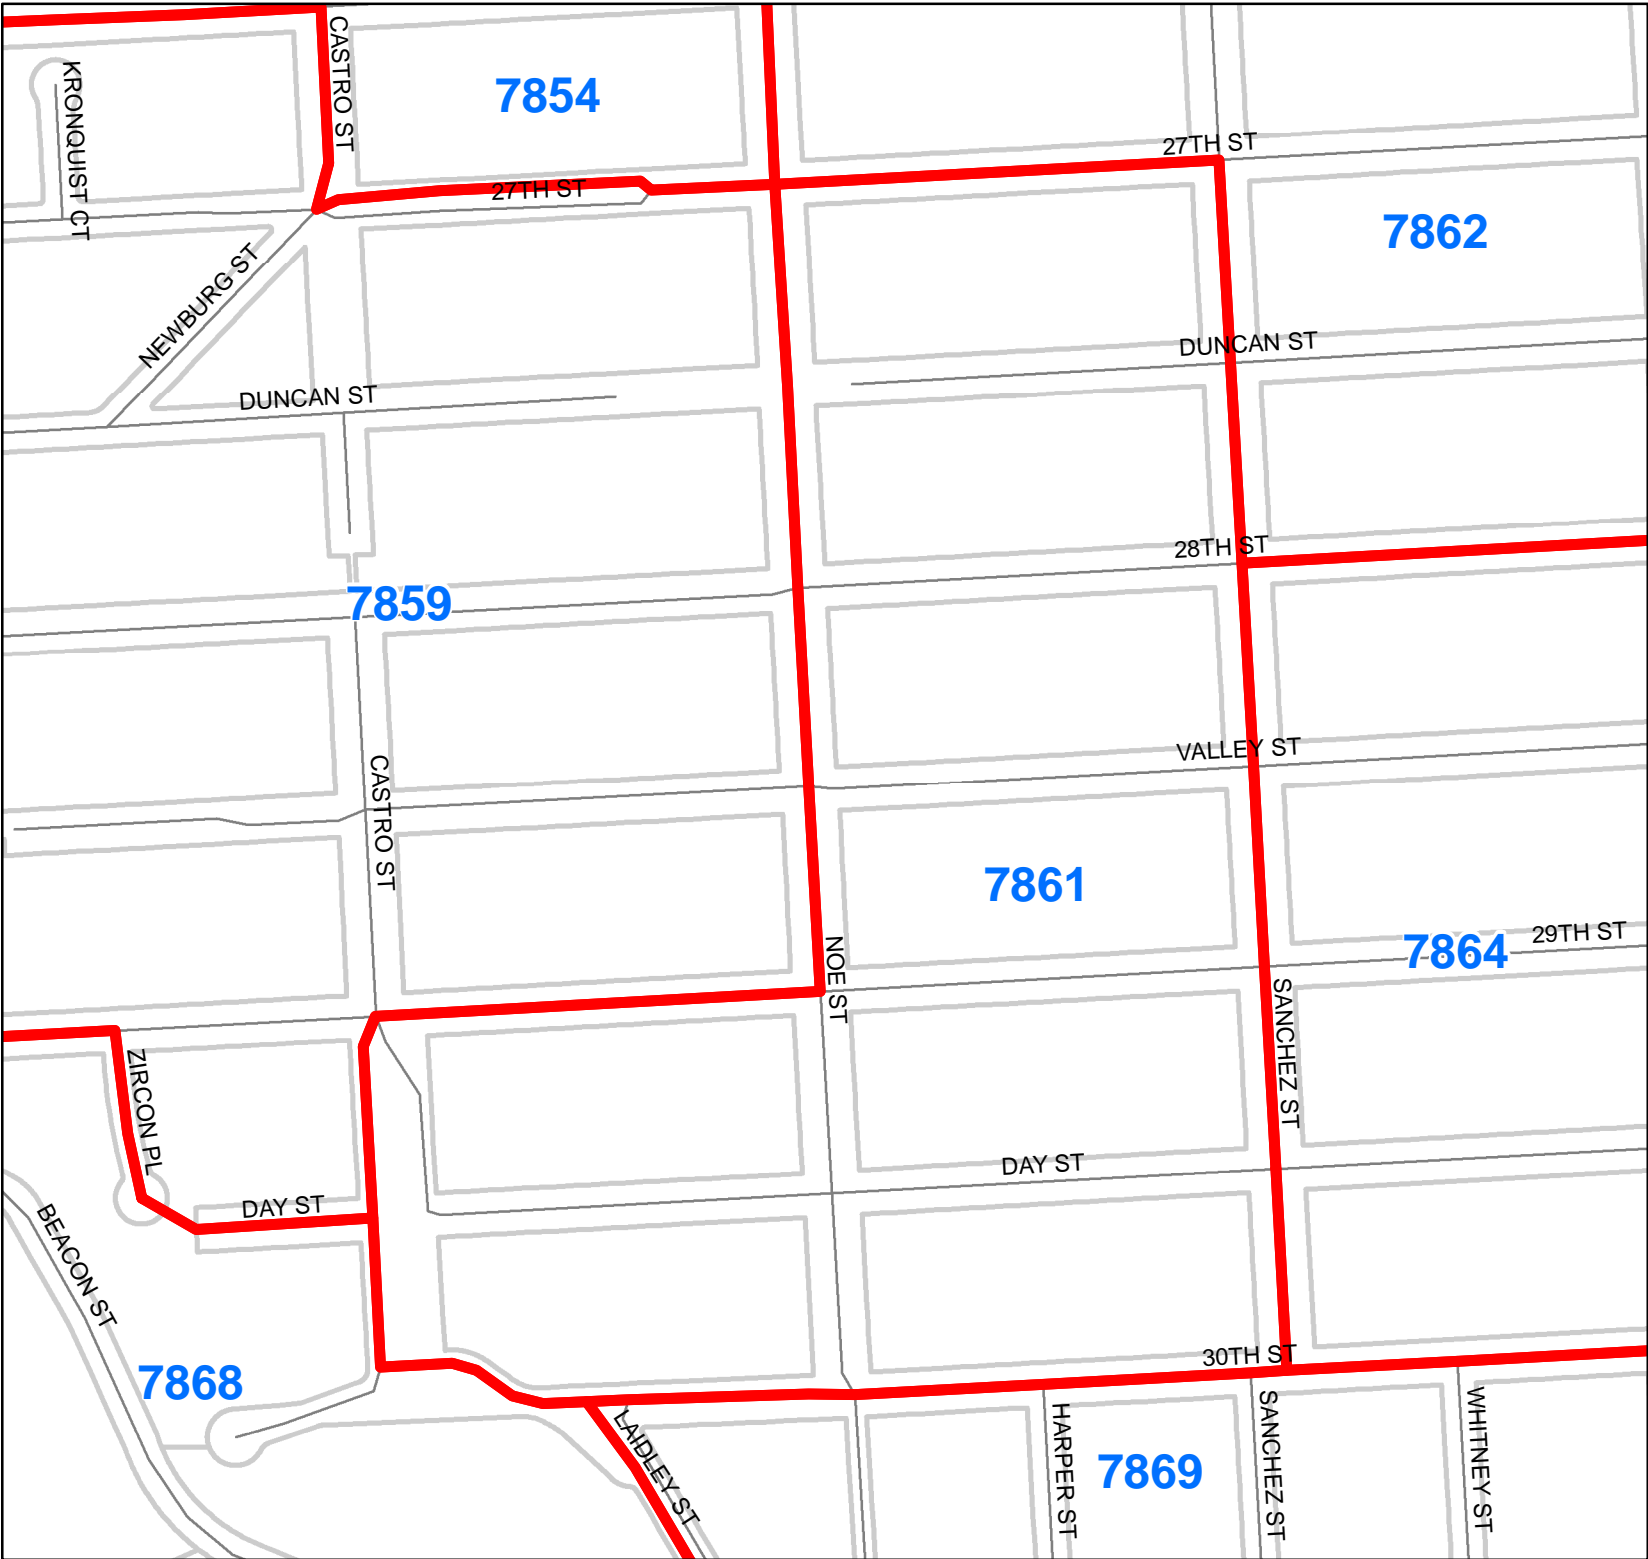 CASTRO ST
KRONQUIST CT
7854
27TH ST
27TH ST
7862
NEWBURG ST
DUNCAN ST
DUNCAN ST
28TH ST
7859
VALLEY ST
CASTRO ST
7861
NOE ST
29TH ST
7864
SANCHEZ ST
ZIRCON PL
DAY ST
DAY ST
BEACON ST
7868
30TH ST
LAIDLEY ST
HARPER ST
7869
SANCHEZ ST
WHITNEY ST